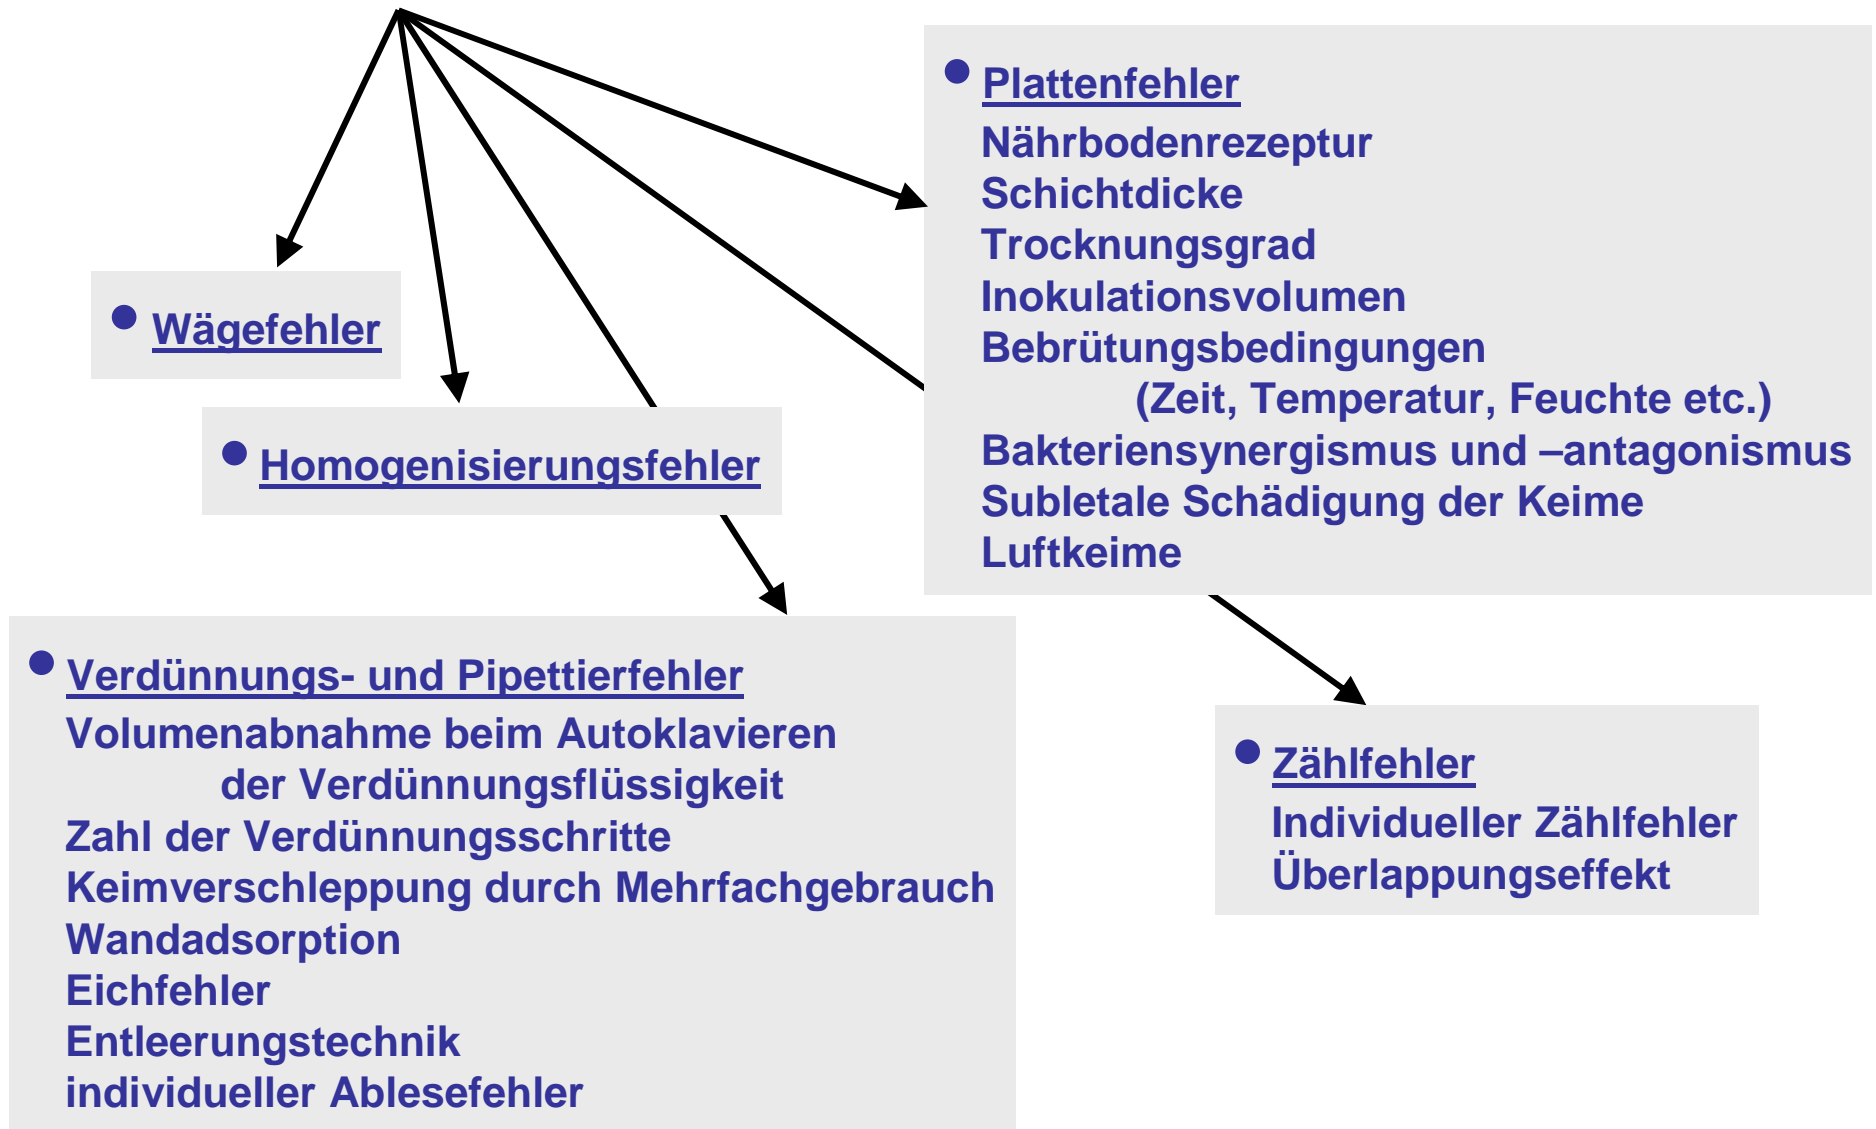 • Wägefehler
• Homogenisierungsfehler
• Verdünnungs- und Pipettierfehler
Volumenabnahme beim Autoklavieren
der Verdünnungsflüssigkeit
Zahl der Verdünnungsschritte
Keimverschleppung durch Mehrfachgebrauch
Wandadsorption
Eichfehler
Entleerungstechnik
individueller Ablesefehler
• Plattenfehler
Nährbodenrezeptur
Schichtdicke
Trocknungsgrad
Inokulationsvolumen
Bebrütungsbedingungen
(Zeit, Temperatur, Feuchte etc.)
Bakteriensynergismus und –antagonismus
Subletale Schädigung der Keime
Luftkeime
• Zählfehler
Individueller Zählfehler
Überlappungseffekt